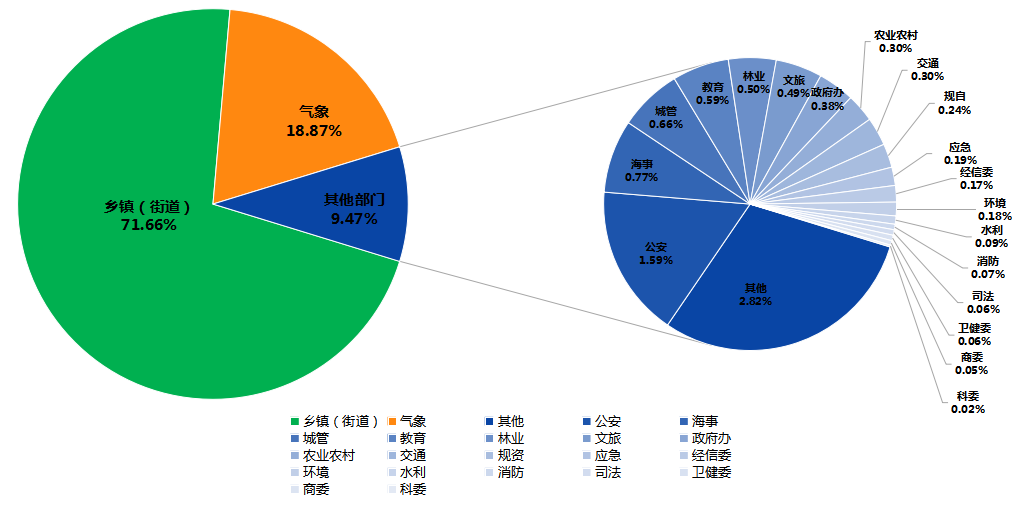 乡镇（街道）
71.66%
气象
18.87%
其他部门
9.47%
农业农村
0.30%
交通
0.30%
规自
0.24%
应急
0.19%
经信委
0.17%
环境
0.18%
水利
0.09%
消防
0.07%
司法
0.06%
卫健委
0.06%
商委
0.05%
科委
0.02%
政府办
0.38%
文旅
0.49%
林业
0.50%
教育
0.59%
城管
0.66%
海事
0.77%
公安
1.59%
其他
2.82%
乡镇（街道） 气象 其他 公安 海事
城管 教育 林业 文旅 政府办
农业农村 交通 规资 应急 经信委
环境 水利 消防 司法 卫健委
商委 科委